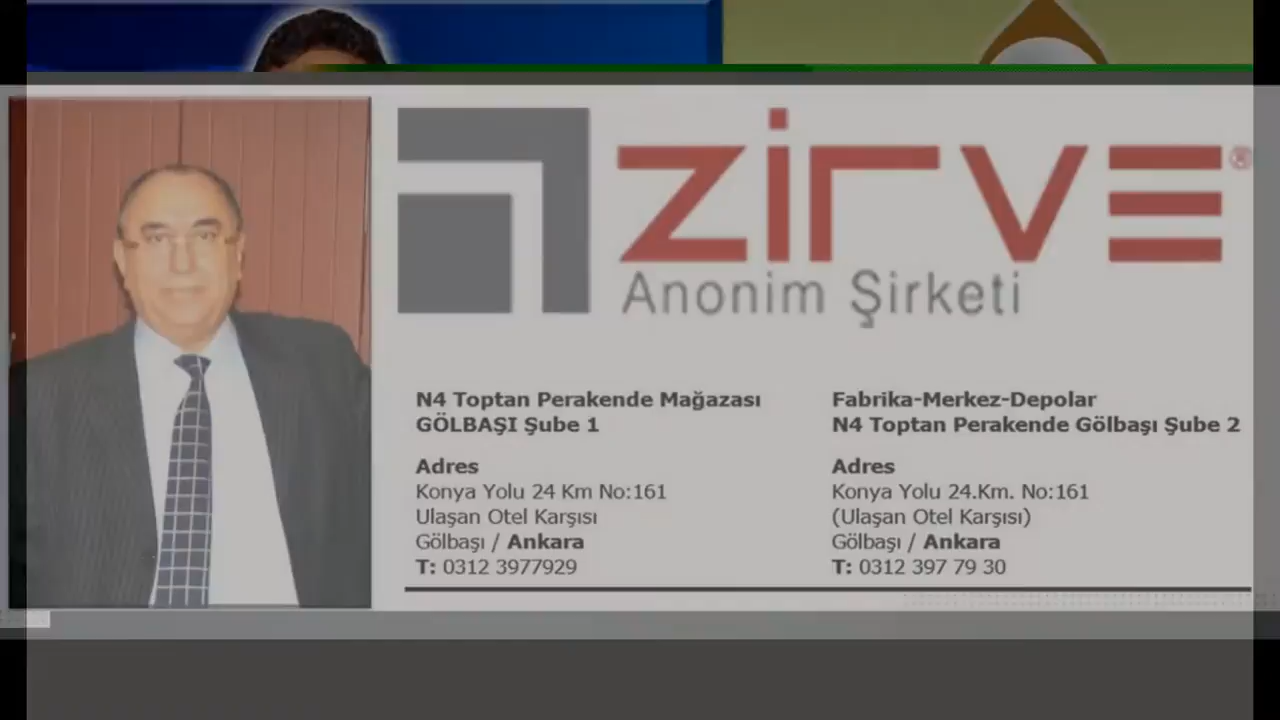 ZİRVE®
Anonim Şirketi
N4 Toptan Perakende Mağazası
GÖLBAŞI Şube 1
Adres
Konya Yolu 24 Km No:161
Ulaşan Otel Karşısı
Gölbaşı / Ankara
T: 0312 3977929
Fabrika-Merkez-Depolar
N4 Toptan Perakende Gölbaşı Şube 2
Adres
Konya Yolu 24.Km. No:161
(Ulaşan Otel Karşısı)
Gölbaşı / Ankara
T: 0312 397 79 30